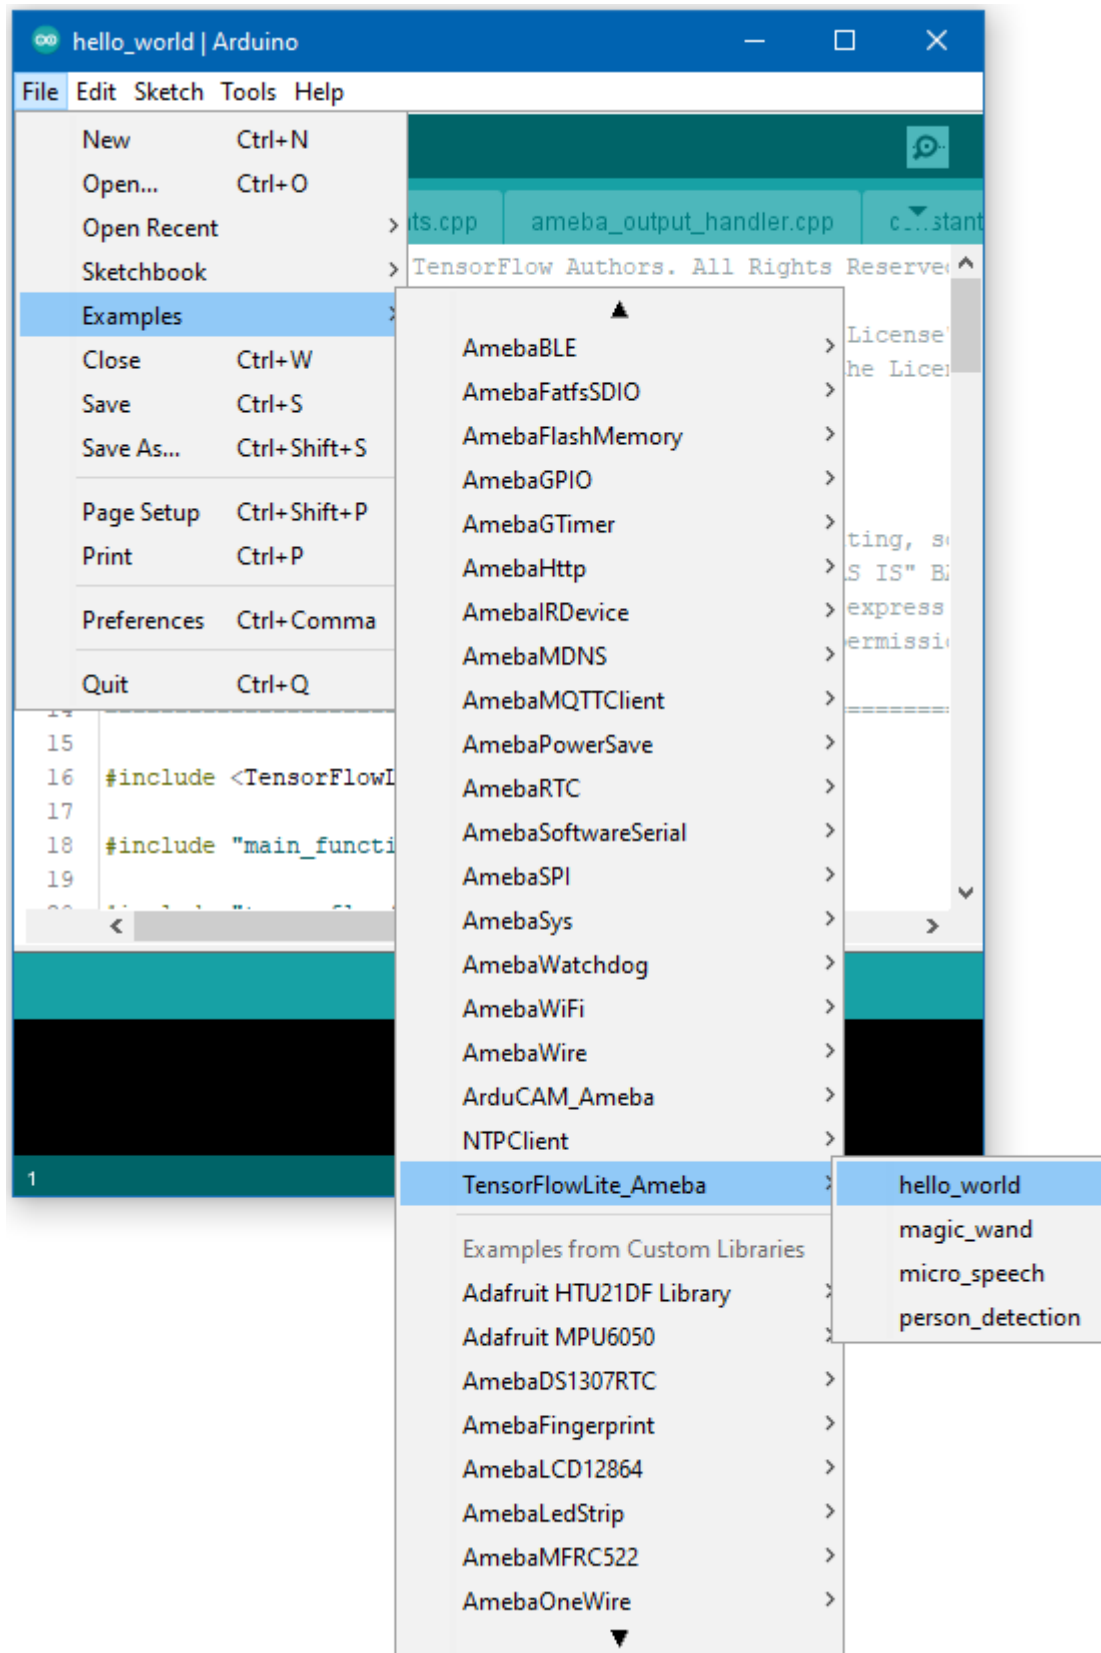 hello_world | Arduino
File Edit Sketch Tools Help
New Ctrl+N
Open... Ctrl+O
Open Recent
Sketchbook
Examples
Close Ctrl+W
Save Ctrl+S
Save As... Ctrl+Shift+S
Page Setup Ctrl+Shift+P
Print Ctrl+P
Preferences Ctrl+Comma
Quit Ctrl+Q
ts.cpp ameba_output_handler.cpp
TensorFlow Authors. All Rights
License
he
ting,
S IS"
express
15
16 #include <TensorFlowL
17
18 #include "main_functi
19
1
AmebaBLE
AmebaFatfsSDIO
AmebaFlashMemory
AmebaGPIO
AmebaGTimer
AmebaHttp
AmebaIRDevice
AmebaMDNS
AmebaMQTTClient
AmebaPowerSave
AmebaRTC
AmebaSoftwareSerial
AmebaSPI
AmebaSys
AmebaWatchdog
AmebaWiFi
AmebaWire
ArduCAM_Ameba
NTPClient
TensorFlowLite_Ameba
Examples from Custom Libraries
Adafruit HTU21DF Library
Adafruit MPU6050
AmebaDS1307RTC
AmebaFingerprint
AmebaLCD12864
AmebaLedStrip
AmebaMFRC522
AmebaOneWire
hello_world
magic_wand
micro_speech
person_detection